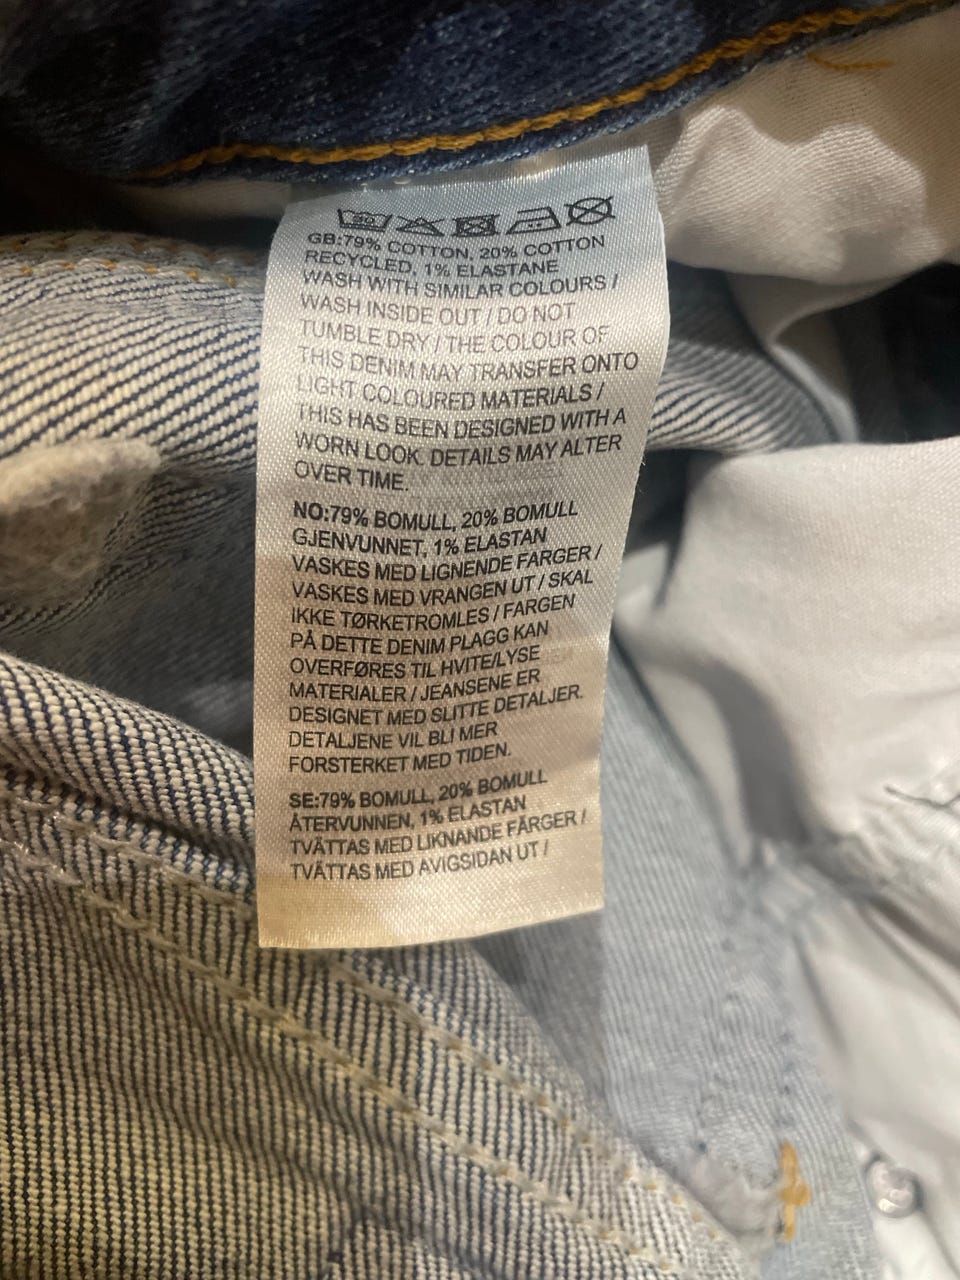 30
GB:79% COTTON, 20% COTTON
RECYCLED, 1% ELASTANE
WASH WITH SIMILAR COLOURS /
WASH INSIDE OUT / DO NOT
TUMBLE DRY / THE COLOUR OF
THIS DENIM MAY TRANSFER ONTO
LIGHT COLOURED MATERIALS /
THIS HAS BEEN DESIGNED WITH A
WORN LOOK. DETAILS MAY ALTER
OVER TIME.
NO:79% BOMULL, 20% BOMULL
GJENVUNNET, 1% ELASTAN
VASKES MED LIGNENDE FARGER /
VASKES MED VRANGEN UT / SKAL
IKKE TØRKETROMLES / FARGEN
PÅ DETTE DENIM PLAGG KAN
OVERFØRES TIL HVITE/LYSE
MATERIALER / JEANSENE ER
DESIGNET MED SLITTE DETALJER.
DETALJENE VIL BLI MER
FORSTERKET MED TIDEN.
SE:79% BOMULL, 20% BOMULL
ÅTERVUNNEN, 1% ELASTAN
TVÄTTAS MED LIKNANDE FÄRGER /
TVÄTTAS MED AVIGSIDAN UT /